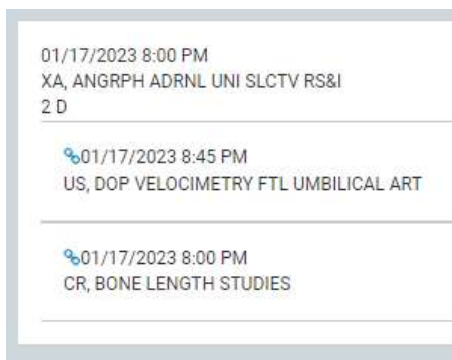 01/17/2023 8:00 PM
XA, ANGRPH ADRNL UNI SLCTV RS&I
2 D
01/17/2023 8:45 PM
US, DOP VELOCIMETRY FTL UMBILICAL ART
01/17/2023 8:00 PM
CR, BONE LENGTH STUDIES